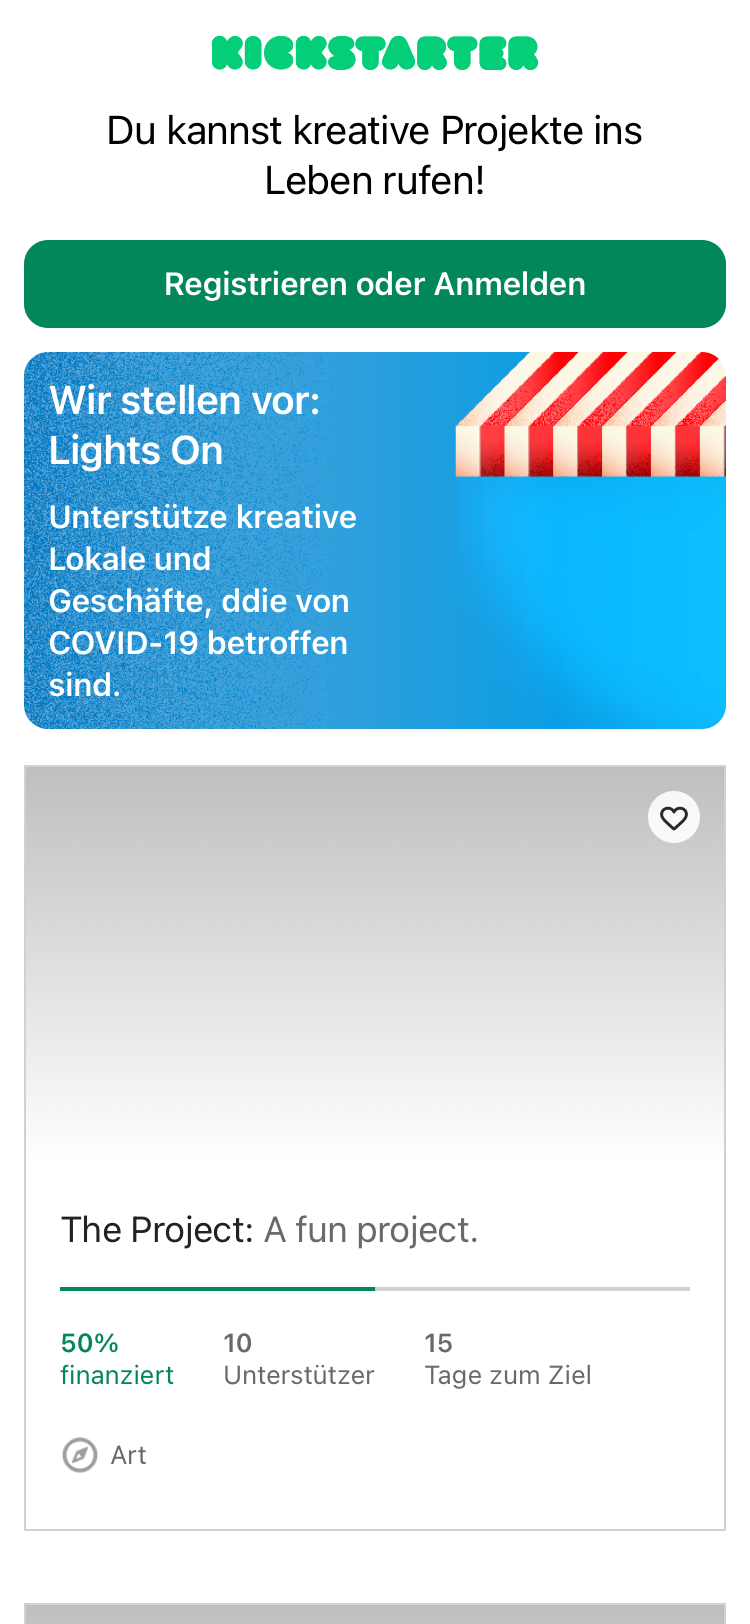 KICKSTARTER
Du kannst kreative Projekte ins
Leben rufen!
Registrieren oder Anmelden
Wir stellen vor:
Lights On
Unterstütze kreative
Lokale und
Geschäfte, ddie von
COVID-19 betroffen
sind.
The Project: A fun project.
50% 10 15
finanziert Unterstützer Tage zum Ziel
Art